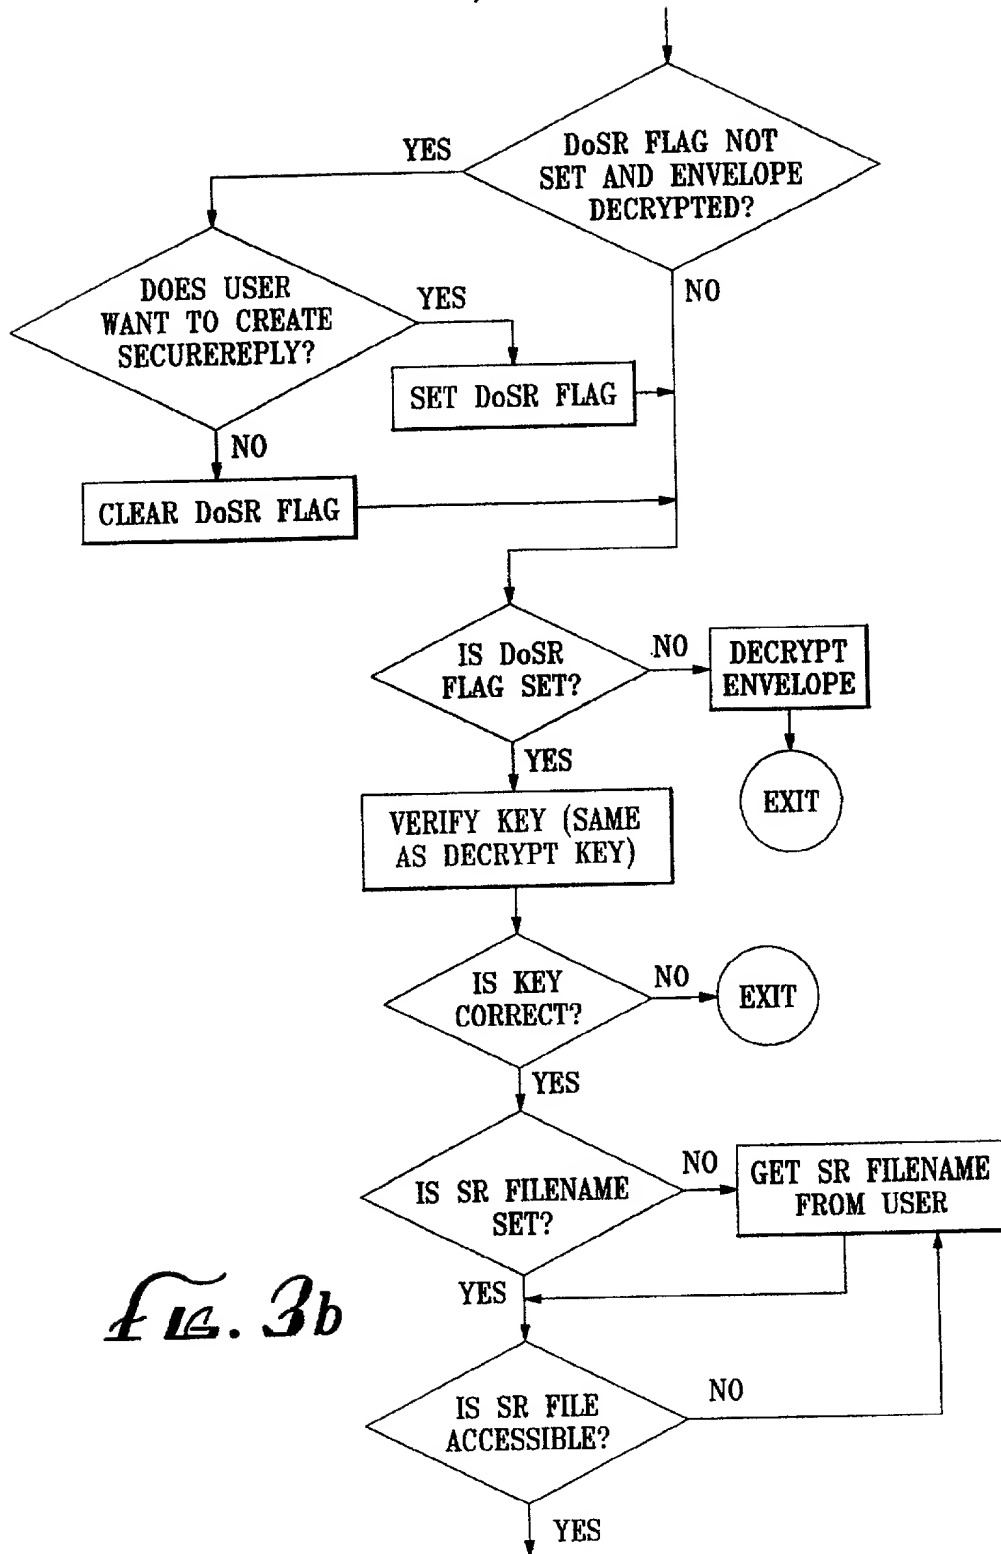 DoSR FLAG NOT
SET AND ENVELOPE
DECRYPTED?
YES
NO
DOES USER
WANT TO CREATE
SECUREREPLY?
YES
SET DoSR FLAG
NO
CLEAR DoSR FLAG
IS DoSR
FLAG SET?
NO
DECRYPT
ENVELOPE
EXIT
YES
VERIFY KEY (SAME
AS DECRYPT KEY)
IS KEY
CORRECT?
NO
EXIT
YES
IS SR FILENAME
SET?
NO
GET SR FILENAME
FROM USER
YES
IS SR FILE
ACCESSIBLE?
NO
YES
FIG. 3b